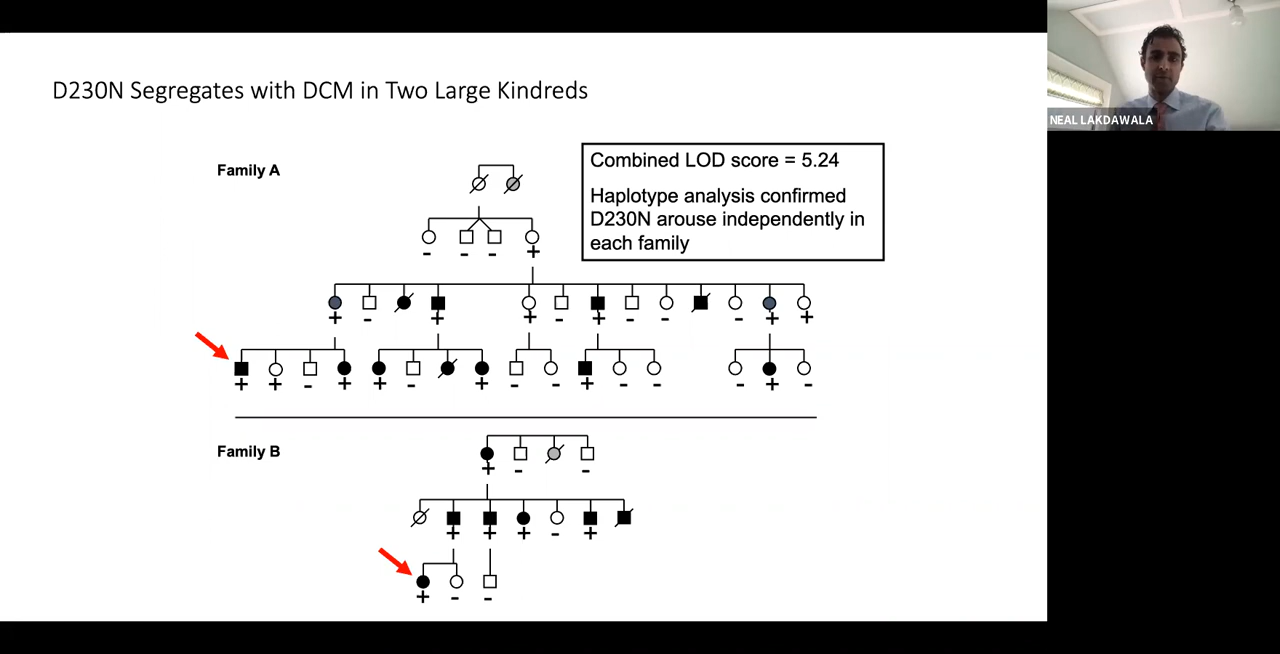 D230N Segregates with DCM in Two Large Kindreds
NEAL LAKDAWALA
Family A
Combined LOD score = 5.24
Haplotype analysis confirmed
D230N arouse independently in
each family
- - - +
+ - + + - + - - - + +
+ + - + + - + - - + - - - + -
Family B
+ - -
+ + + - +
+ - -